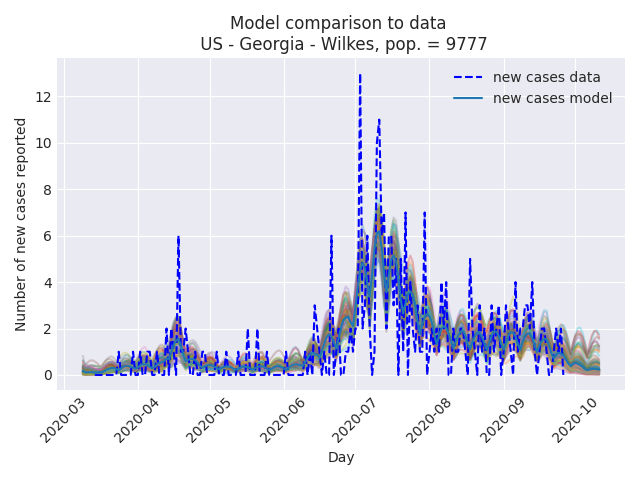 Model comparison to data
US - Georgia - Wilkes, pop. = 9777
new cases data
new cases model
Number of new cases reported
12
10
8
6
4
2
0
2020-03
2020-04
2020-05
2020-06
2020-07
2020-08
2020-09
2020-10
Day